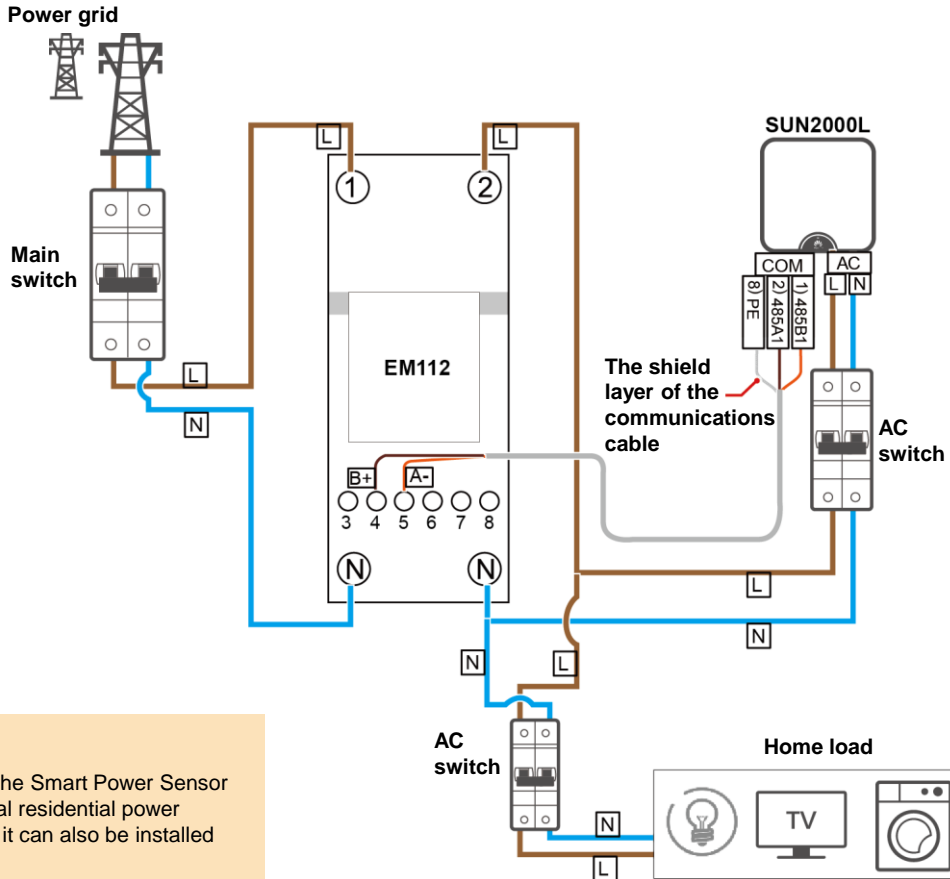 Power grid
Main
switch
L
N
L
L
1
2
EM112
B+
A-
3 4 5 6 7 8
N
N
SUN2000L
COM
AC
8) PE
2) 485A1
1) 485B1
L
N
The shield
layer of the
communications
cable
AC
switch
L
N
N
L
AC
switch
N
L
Home load
TV
he Smart Power Sensor
al residential power
it can also be installed